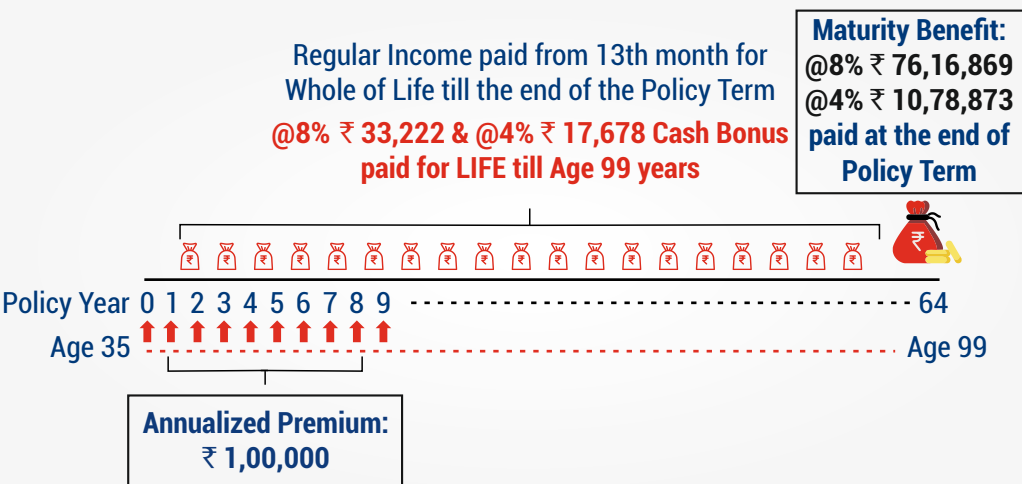 Regular Income paid from 13th month for
Whole of Life till the end of the Policy Term
@8% ₹ 33,222 & @4% ₹ 17,678 Cash Bonus
paid for LIFE till Age 99 years
Maturity Benefit:
@8% ₹ 76,16,869
@4% ₹ 10,78,873
paid at the end of
Policy Term
₹ ₹ ₹ ₹ ₹ ₹ ₹ ₹ ₹ ₹ ₹ ₹ ₹ ₹ ₹ ₹ ₹ ₹ ₹ ₹
Policy Year 0 1 2 3 4 5 6 7 8 9 64
Age 35 Age 99
Annualized Premium:
₹ 1,00,000